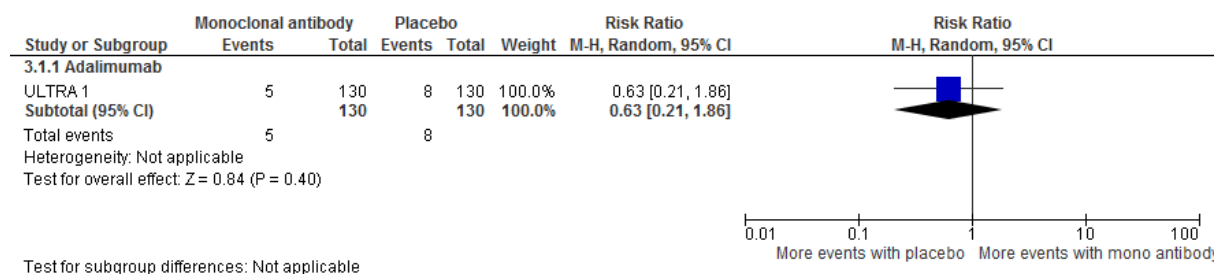 Monoclonal antibody Placebo Risk Ratio Risk Ratio
Study or Subgroup Events Total Events Total Weight M-H, Random, 95% CI M-H, Random, 95% CI
3.1.1 Adalimumab
ULTRA 1 5 130 8 130 100.0% 0.63 [0.21, 1.86]
Subtotal (95% CI) 130 130 100.0% 0.63 [0.21, 1.86]
Total events 5 8
Heterogeneity: Not applicable
Test for overall effect: Z = 0.84 (P = 0.40)
0.01 0.1 1 10 100
More events with placebo More events with mono antibody
Test for subgroup differences: Not applicable